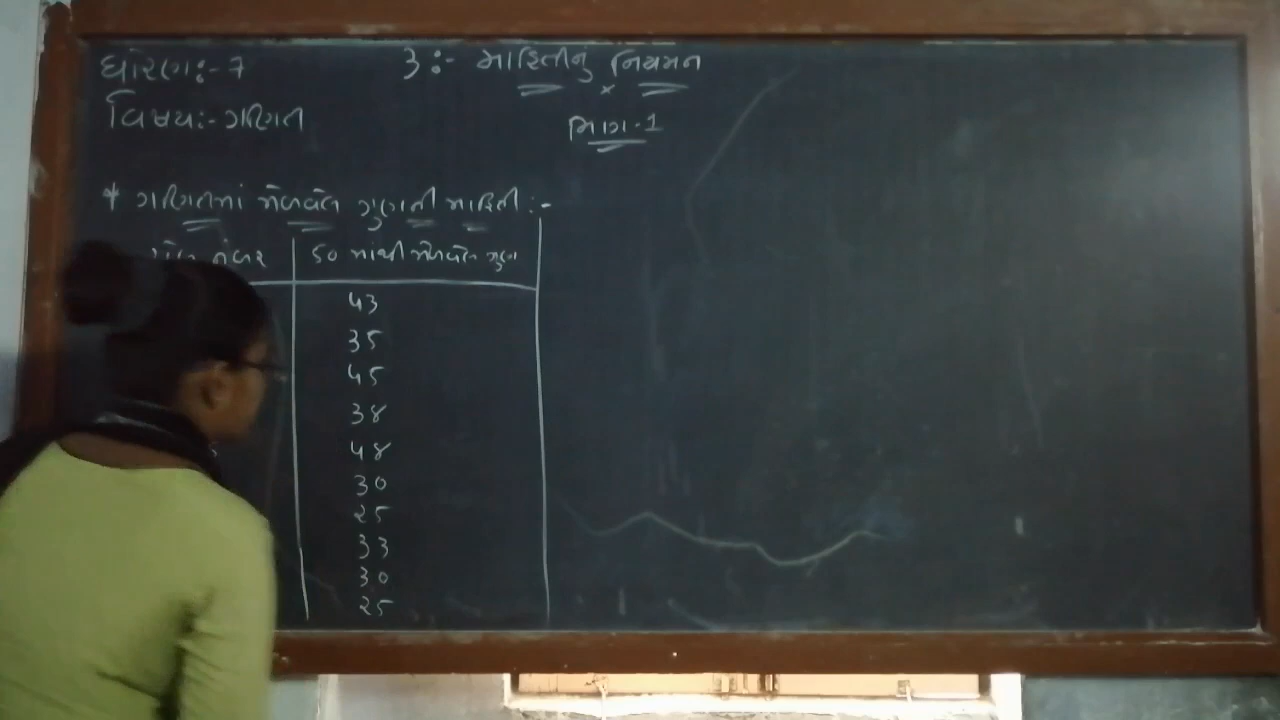 ધોરણ:- 7
3 :- માહિતીનું નિયમન
વિષય:- ગણિત
ભાગ-1
* ગણિતમાં મેળવેલ ગુણની માહિતી :-
નંબર 50 માંથી મેળવેલ ગુણ
43
35
45
38
48
30
25
33
30
25